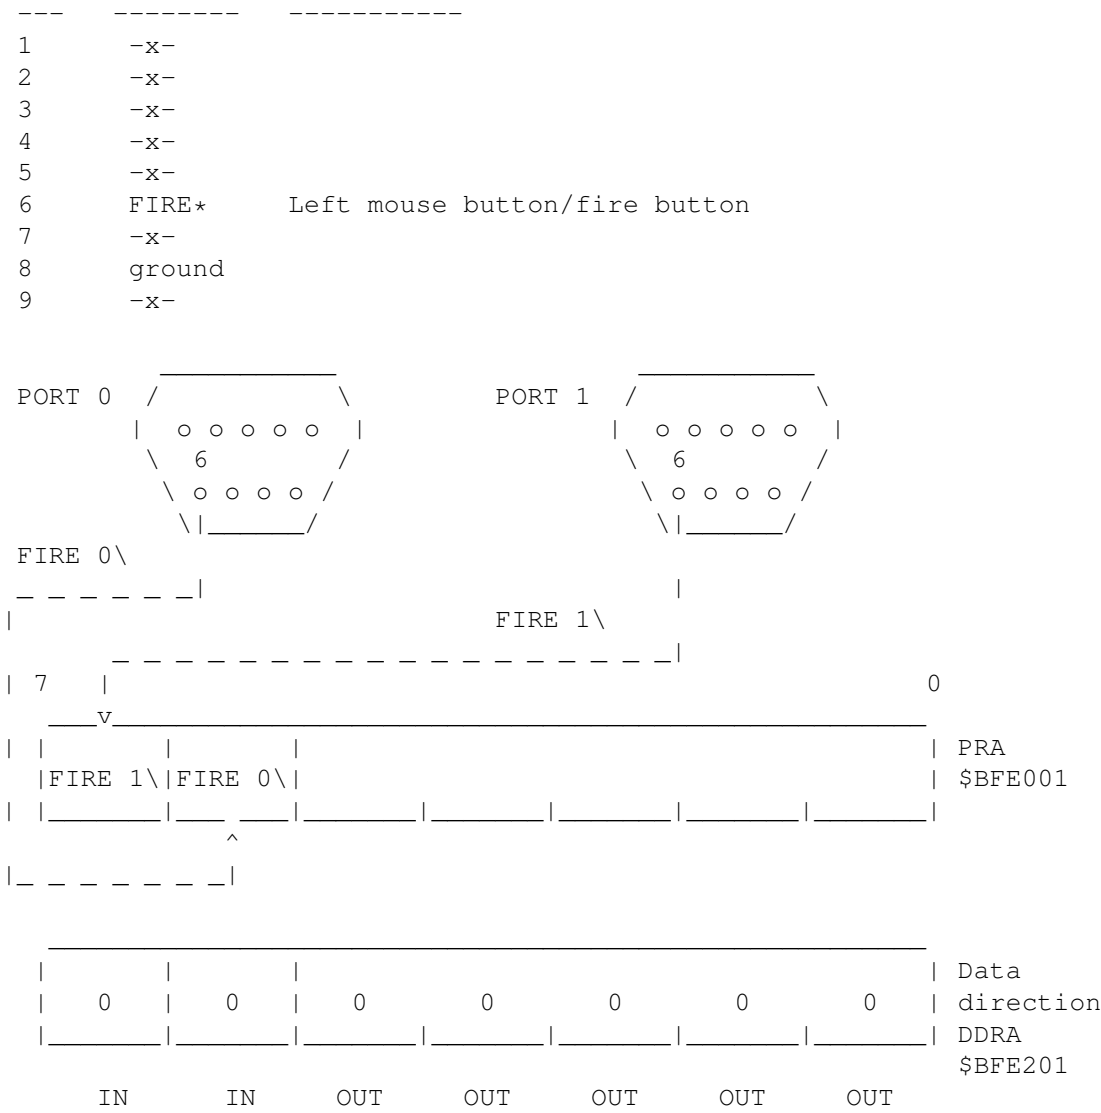 --- -------- -----------
1 -x-
2 -x-
3 -x-
4 -x-
5 -x-
6 FIRE* Left mouse button/fire button
7 -x-
8 ground
9 -x-
PORT 0 PORT 1
o o o o o o o o o o
6 6
o o o o o o o o
FIRE 0\
FIRE 1\
7 0
v
PRA
FIRE 1\ FIRE 0\ $BFE001
^
Data
0 0 0 0 0 0 0 direction
DDRA
$BFE201
IN IN OUT OUT OUT OUT OUT